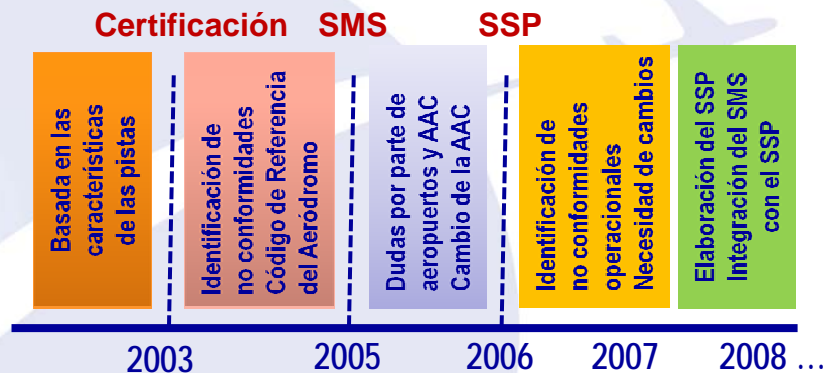 Certificación SMS SSP
Basada en las
características
de las pistas
Identificación de
no conformidades
Código de Referencia
del Aeródromo
Dudas por parte de
aeropuertos y AAC
Cambio de la AAC
Identificación de
no conformidades
operacionales
Necesidad de cambios
Elaboración del SSP
Integración del SMS
con el SSP
2003 2005 2006 2007 2008 ...